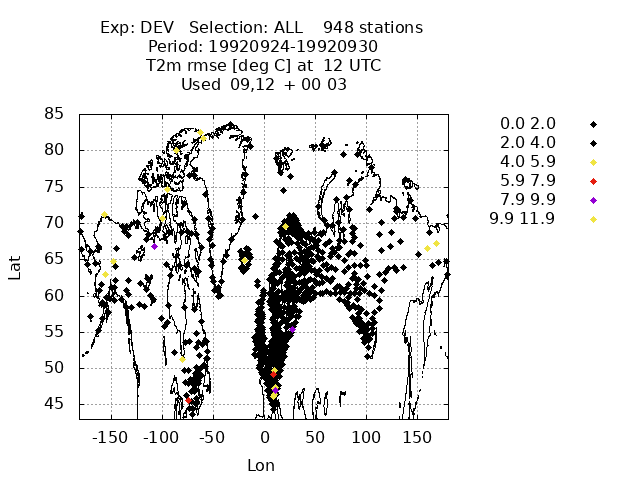 Exp: DEV Selection: ALL 948 stations
Period: 19920924-19920930
T2m rmse [deg C] at 12 UTC
Used 09,12 + 00 03
85
80
75
70
65
60
55
50
45
Lat
-150 -100 -50 0 50 100 150
Lon
0.0 2.0
2.0 4.0
4.0 5.9
5.9 7.9
7.9 9.9
9.9 11.9